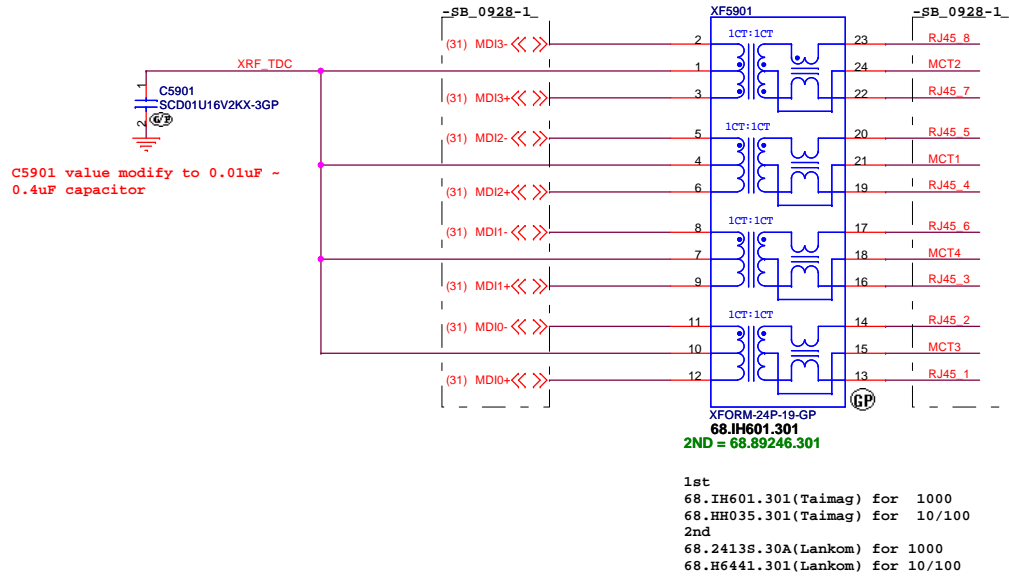 -SB_0928-1_
XF5901
-SB_0928-1_
1CT:1CT
(31) MDI3- 2 23 RJ45_8
XRF_TDC 1 24 MCT2
(31) MDI3+ 3 22 RJ45_7
1
C5901
SCD01U16V2KX-3GP
2 G/P
C5901 value modify to 0.01uF ~
0.4uF capacitor
1CT:1CT
(31) MDI2- 5 20 RJ45_5
4 21 MCT1
(31) MDI2+ 6 19 RJ45_4
1CT:1CT
(31) MDI1- 8 17 RJ45_6
7 18 MCT4
(31) MDI1+ 9 16 RJ45_3
1CT:1CT
(31) MDI0- 11 14 RJ45_2
10 15 MCT3
(31) MDI0+ 12 13 RJ45_1
GP
XFORM-24P-19-GP
68.IH601.301
2ND = 68.89246.301
1st
68.IH601.301(Taimag) for 1000
68.HH035.301(Taimag) for 10/100
2nd
68.2413S.30A(Lankom) for 1000
68.H6441.301(Lankom) for 10/100